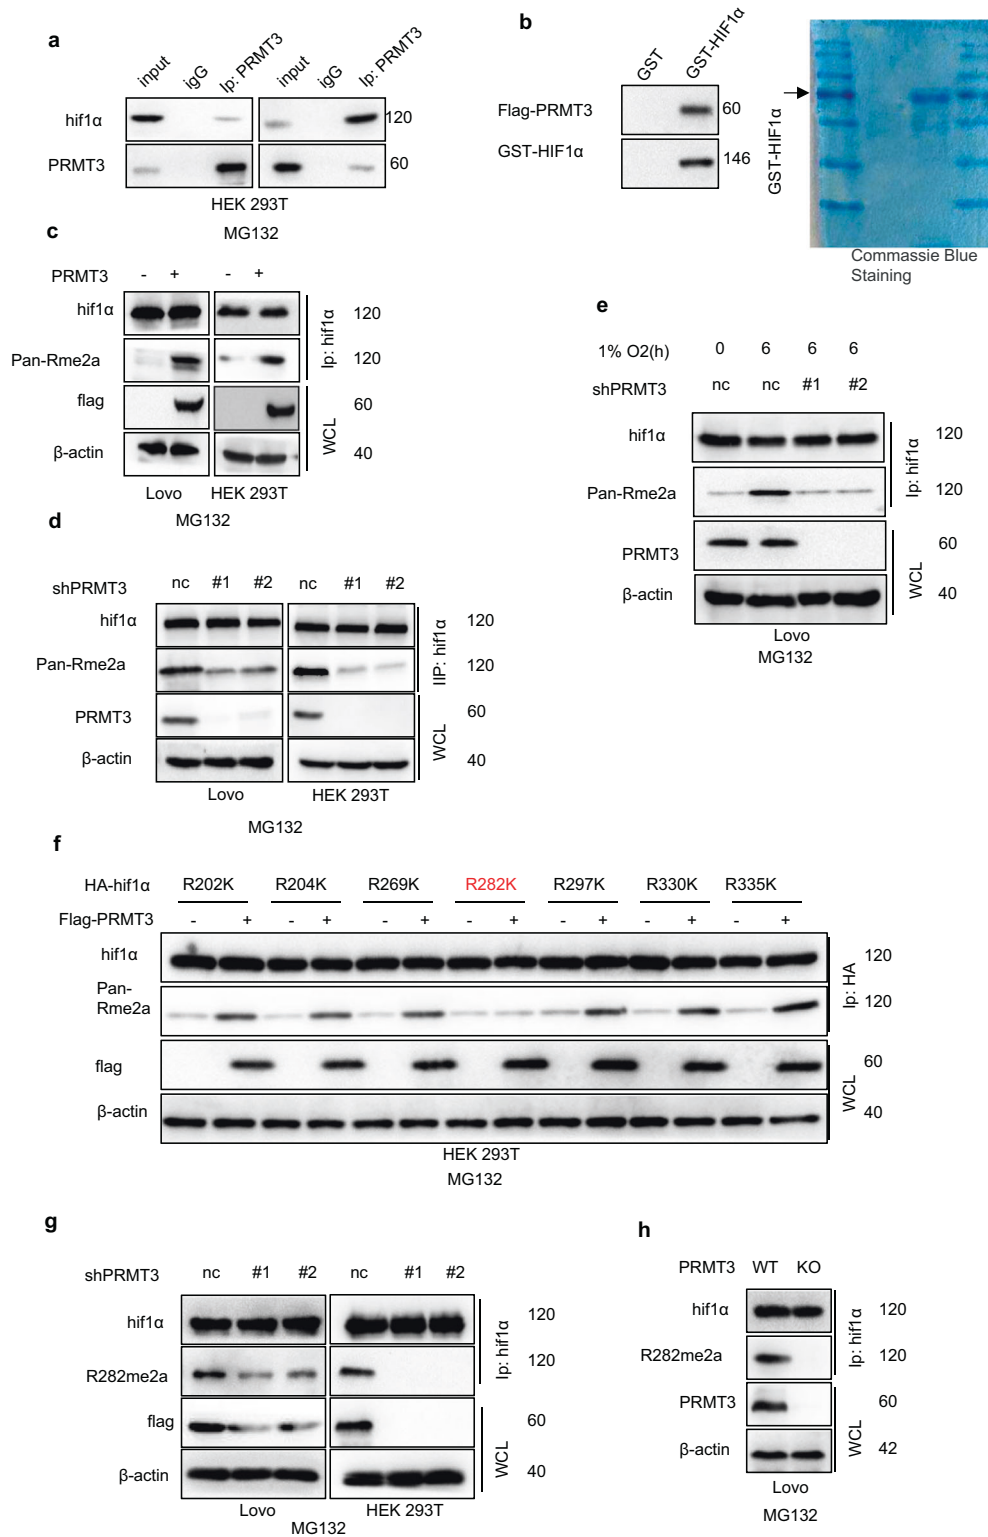 a
input
igG
Ip: PRMT3
input
igG
Ip: PRMT3
hif1α
120
PRMT3
60
HEK 293T
MG132
b
GST
GST-HIF1α
Flag-PRMT3
60
GST-HIF1α
146
GST-HIF1α
Commassie Blue
Staining
c
PRMT3 - + - +
hif1α
120
Pan-Rme2a
120
Ip: hif1α
flag
60
β-actin
40
WCL
Lovo HEK 293T
MG132
d
shPRMT3 nc #1 #2 nc #1 #2
hif1α
120
Pan-Rme2a
120
IIP: hif1α
PRMT3
60
β-actin
40
WCL
Lovo HEK 293T
MG132
e
1% O2(h) 0 6 6 6
shPRMT3 nc nc #1 #2
hif1α
120
Pan-Rme2a
120
Ip: hif1α
PRMT3
60
β-actin
40
WCL
Lovo
MG132
f
HA-hif1α R202K R204K R269K R282K R297K R330K R335K
Flag-PRMT3 - + - + - + - + - + - + - +
hif1α
120
Pan-
Rme2a
120
Ip: HA
flag
60
β-actin
40
WCL
HEK 293T
MG132
g
shPRMT3 nc #1 #2 nc #1 #2
hif1α
120
R282me2a
120
Ip: hif1α
flag
60
β-actin
40
WCL
Lovo HEK 293T
MG132
h
PRMT3 WT KO
hif1α
120
R282me2a
120
Ip: hif1α
PRMT3
60
β-actin
42
WCL
Lovo
MG132